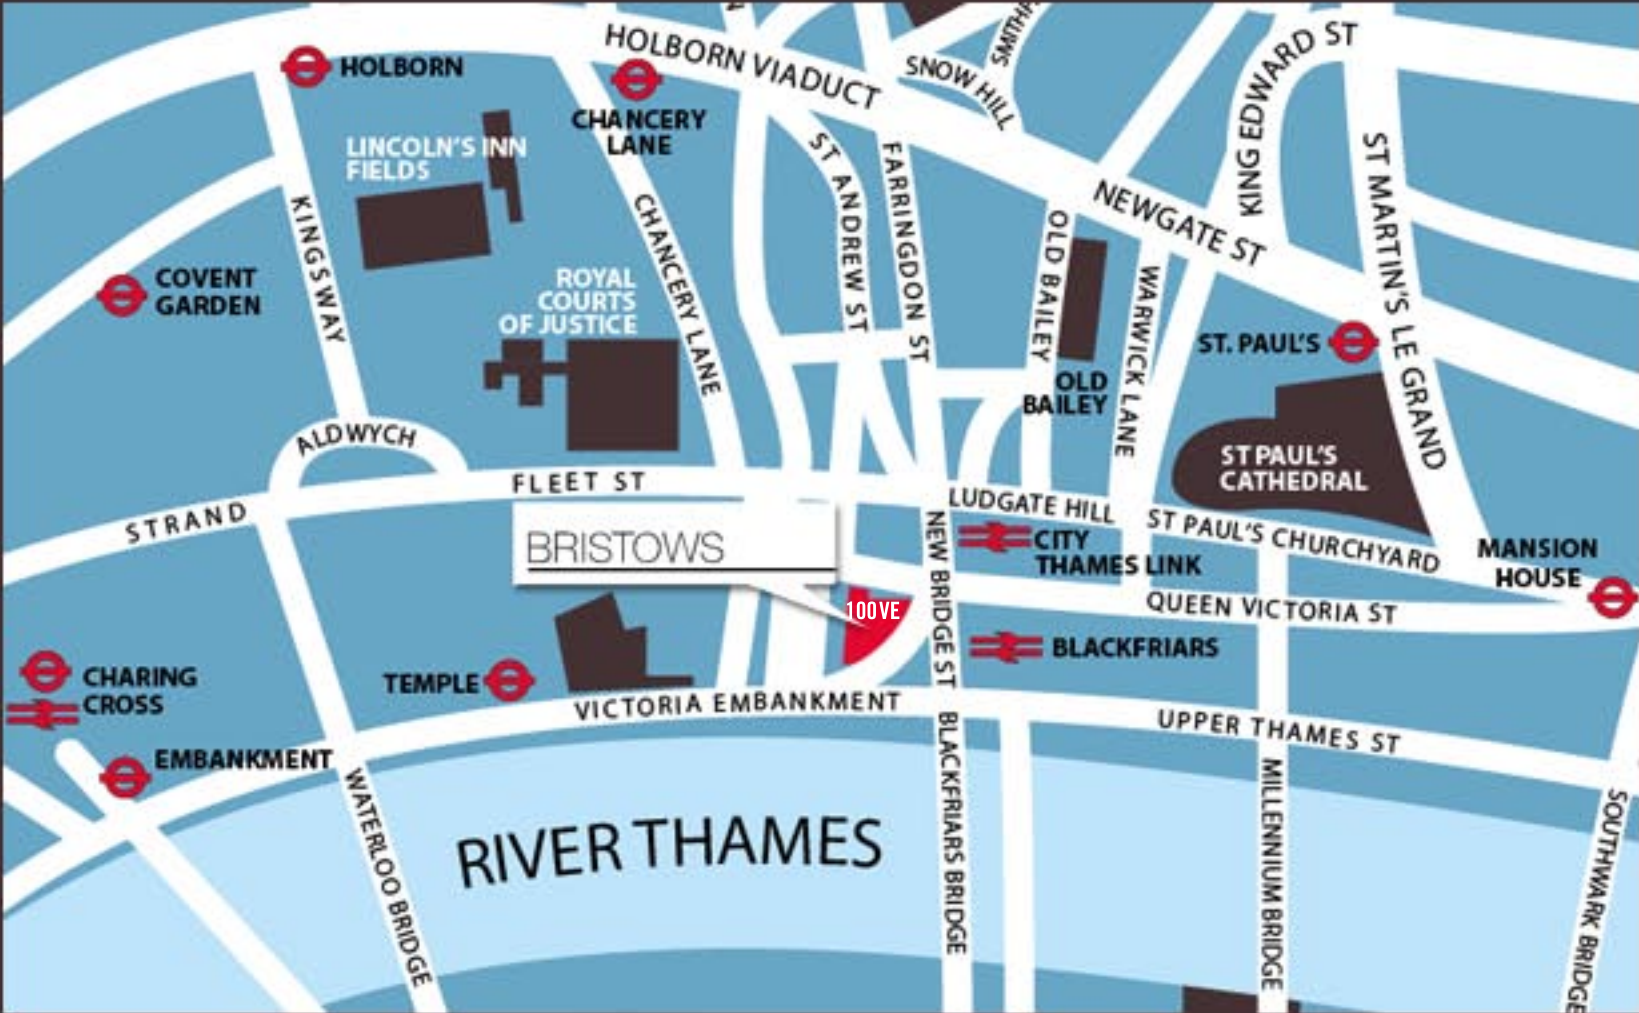 HOLBORN VIADUCT
SNOW HILL
KING EDWARD ST
HOLBORN
CHANCERY
LANE
LINCOLN'S INN
FIELDS
ST ANDREW ST
FARRINGDON ST
ST MARTIN'S LE GRAND
NEWGATE ST
KINGSWAY
CHANCERY LANE
OLD BAILEY
WARWICK LANE
COVENT
GARDEN
ROYAL
COURTS
OF JUSTICE
ST. PAUL'S
OLD
BAILEY
ALDWYCH
ST PAUL'S
CATHEDRAL
FLEET ST
STRAND
LUDGATE HILL
ST PAUL'S CHURCHYARD
BRISTOWS
NEW BRIDGE ST
CITY
THAMES LINK
MANSION
HOUSE
100VE
QUEEN VICTORIA ST
BLACKFRIARS
CHARING
CROSS
TEMPLE
VICTORIA EMBANKMENT
UPPER THAMES ST
EMBANKMENT
WATERLOO BRIDGE
RIVER THAMES
BLACKFRIARS BRIDGE
MILLENNIUM BRIDGE
SOUTHWARK BRIDGE